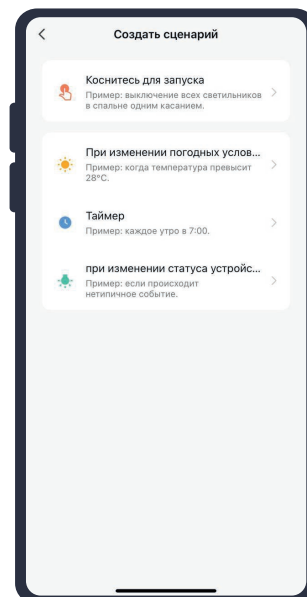 Создать сценарий
Коснитесь для запуска
Пример: выключение всех светильников
в спальне одним касанием.
При изменении погодных услов...
Пример: когда температура превысит
28°C.
Таймер
Пример: каждое утро в 7:00.
при изменении статуса устройс...
Пример: если происходит
нетипичное событие.